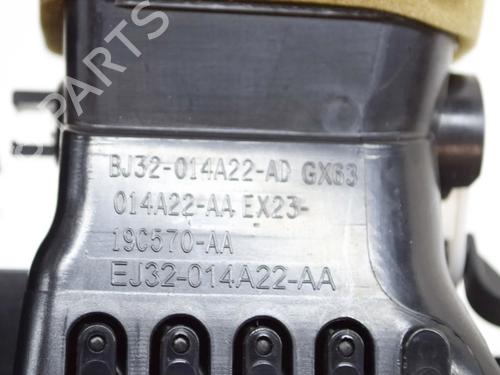 B PARTS
BJ32-014A22-AD GX63
014A22-AA EX23-
19C570-AA
EJ32-014A22-AA